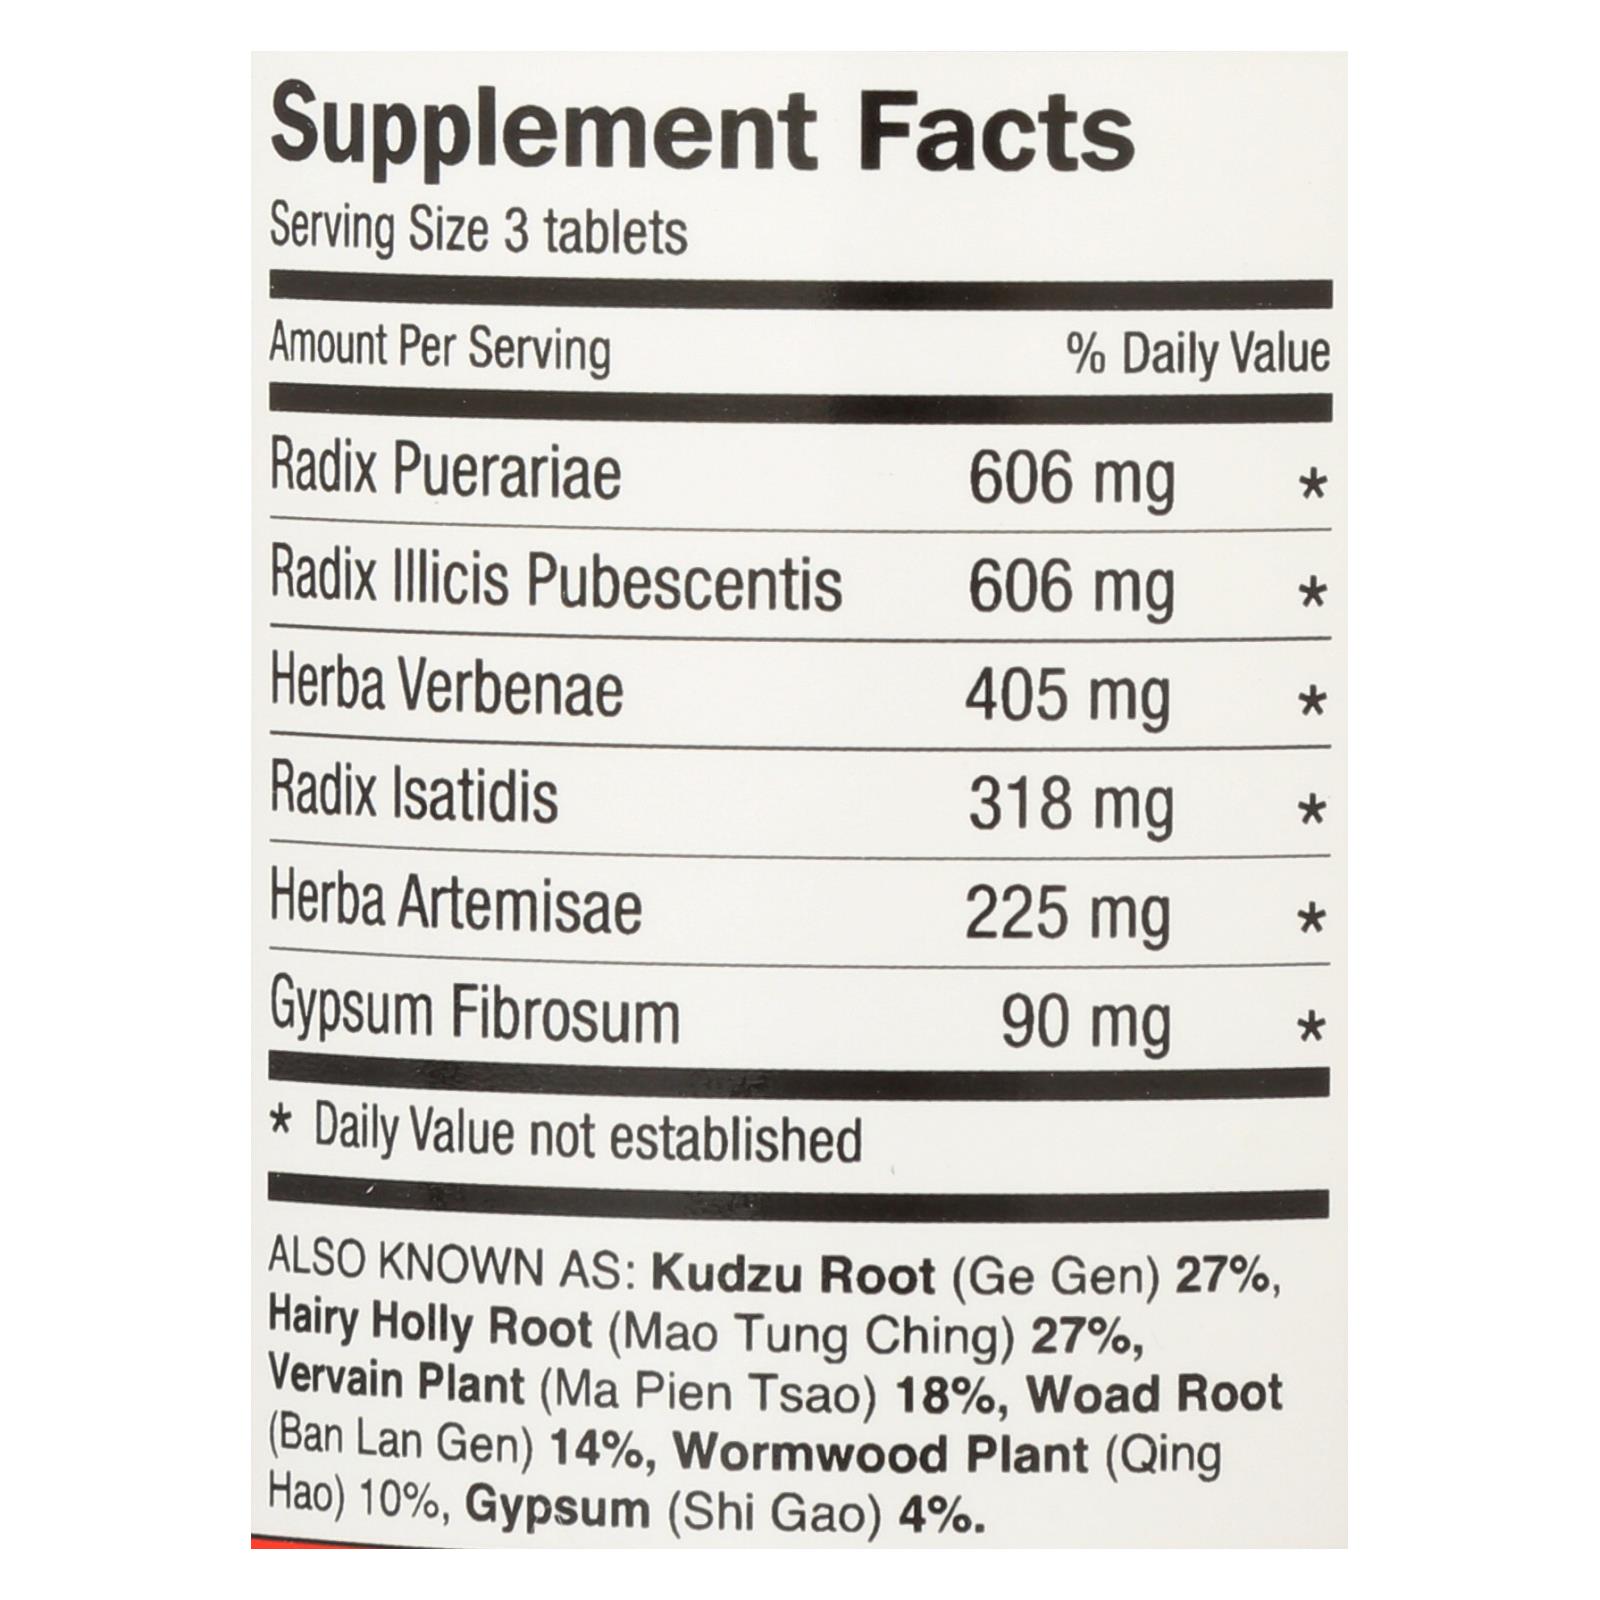 Supplement Facts
Serving Size 3 tablets
Amount Per Serving % Daily Value
Radix Puerariae 606 mg *
Radix Illicis Pubescentis 606 mg *
Herba Verbenae 405 mg *
Radix Isatidis 318 mg *
Herba Artemisae 225 mg *
Gypsum Fibrosum 90 mg *
* Daily Value not established
ALSO KNOWN AS: Kudzu Root (Ge Gen) 27%,
Hairy Holly Root (Mao Tung Ching) 27%,
Vervain Plant (Ma Pien Tsao) 18%, Woad Root
(Ban Lan Gen) 14%, Wormwood Plant (Qing
Hao) 10%, Gypsum (Shi Gao) 4%.